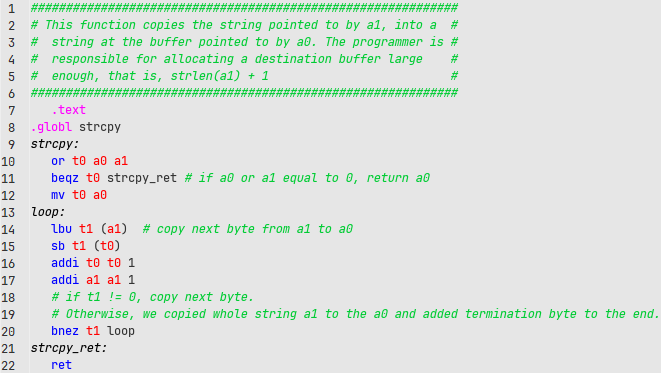 1 #############################################################
2 # This function copies the string pointed to by a1, into a  #
3 #  string at the buffer pointed to by a0. The programmer is #
4 #  responsible for allocating a destination buffer large    #
5 #  enough, that is, strlen(a1) + 1                          #
6 #############################################################
7    .text
8 .globl strcpy
9 strcpy:
10    or t0 a0 a1
11    beqz t0 strcpy_ret # if a0 or a1 equal to 0, return a0
12    mv t0 a0
13 loop:
14    lbu t1 (a1)  # copy next byte from a1 to a0
15    sb t1 (t0)
16    addi t0 t0 1
17    addi a1 a1 1
18    # if t1 != 0, copy next byte.
19    # Otherwise, we copied whole string a1 to the a0 and added termination byte to the end.
20    bnez t1 loop
21 strcpy_ret:
22    ret